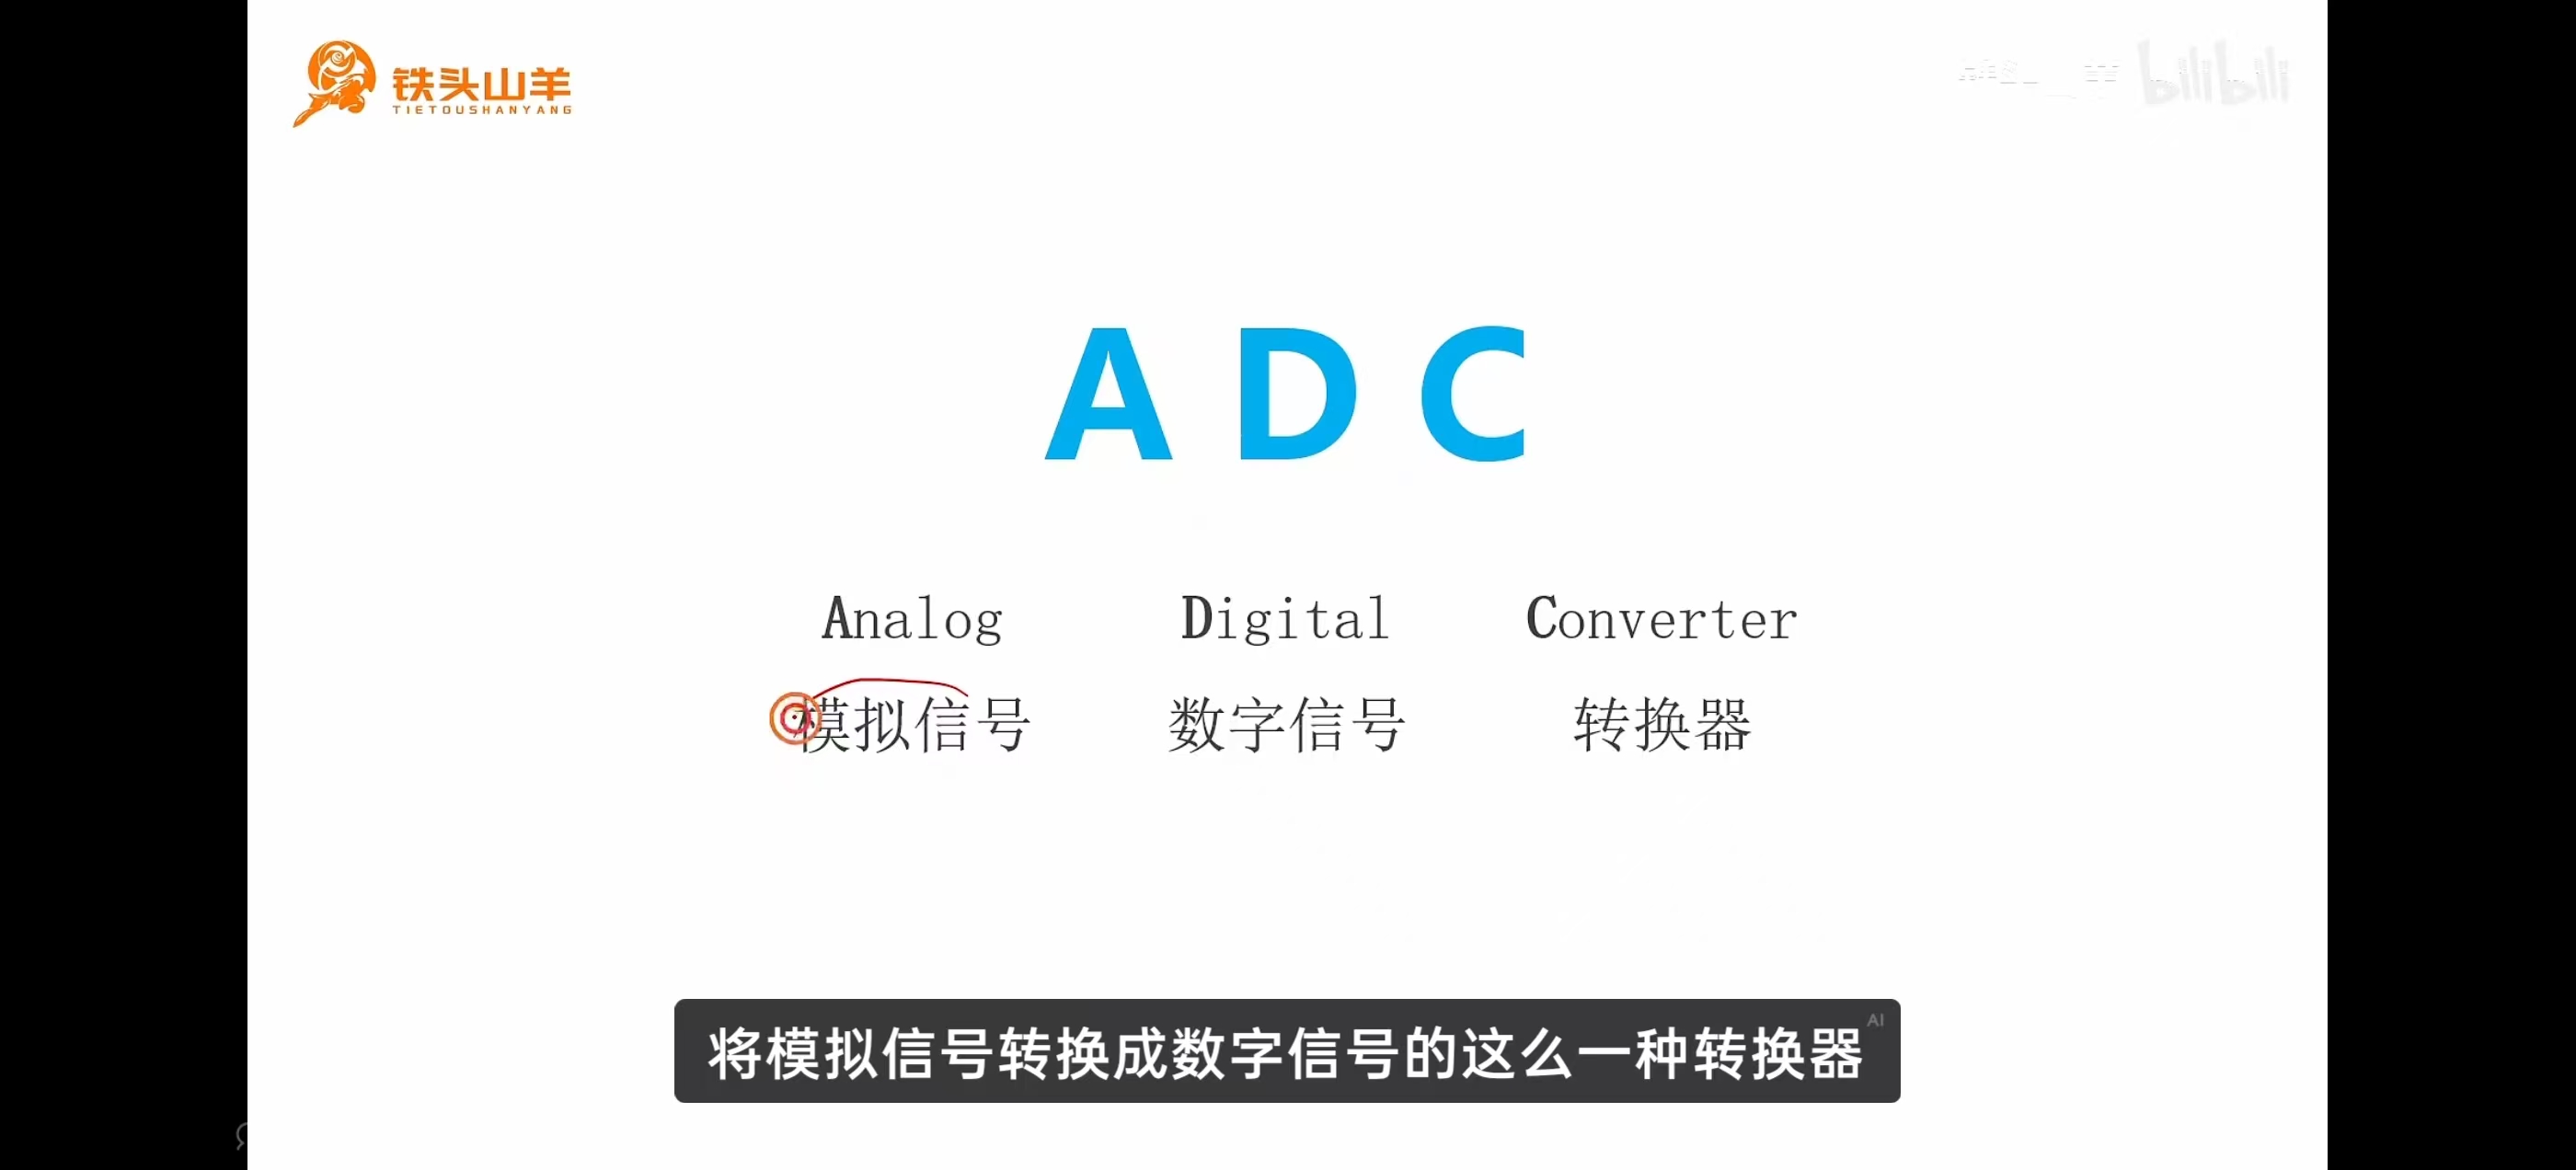 铁头山羊
TIETOUSHANYANG
bilibili
A D C
Analog Digital Converter
模拟信号 数字信号 转换器
将模拟信号转换成数字信号的这么一种转换器
AI